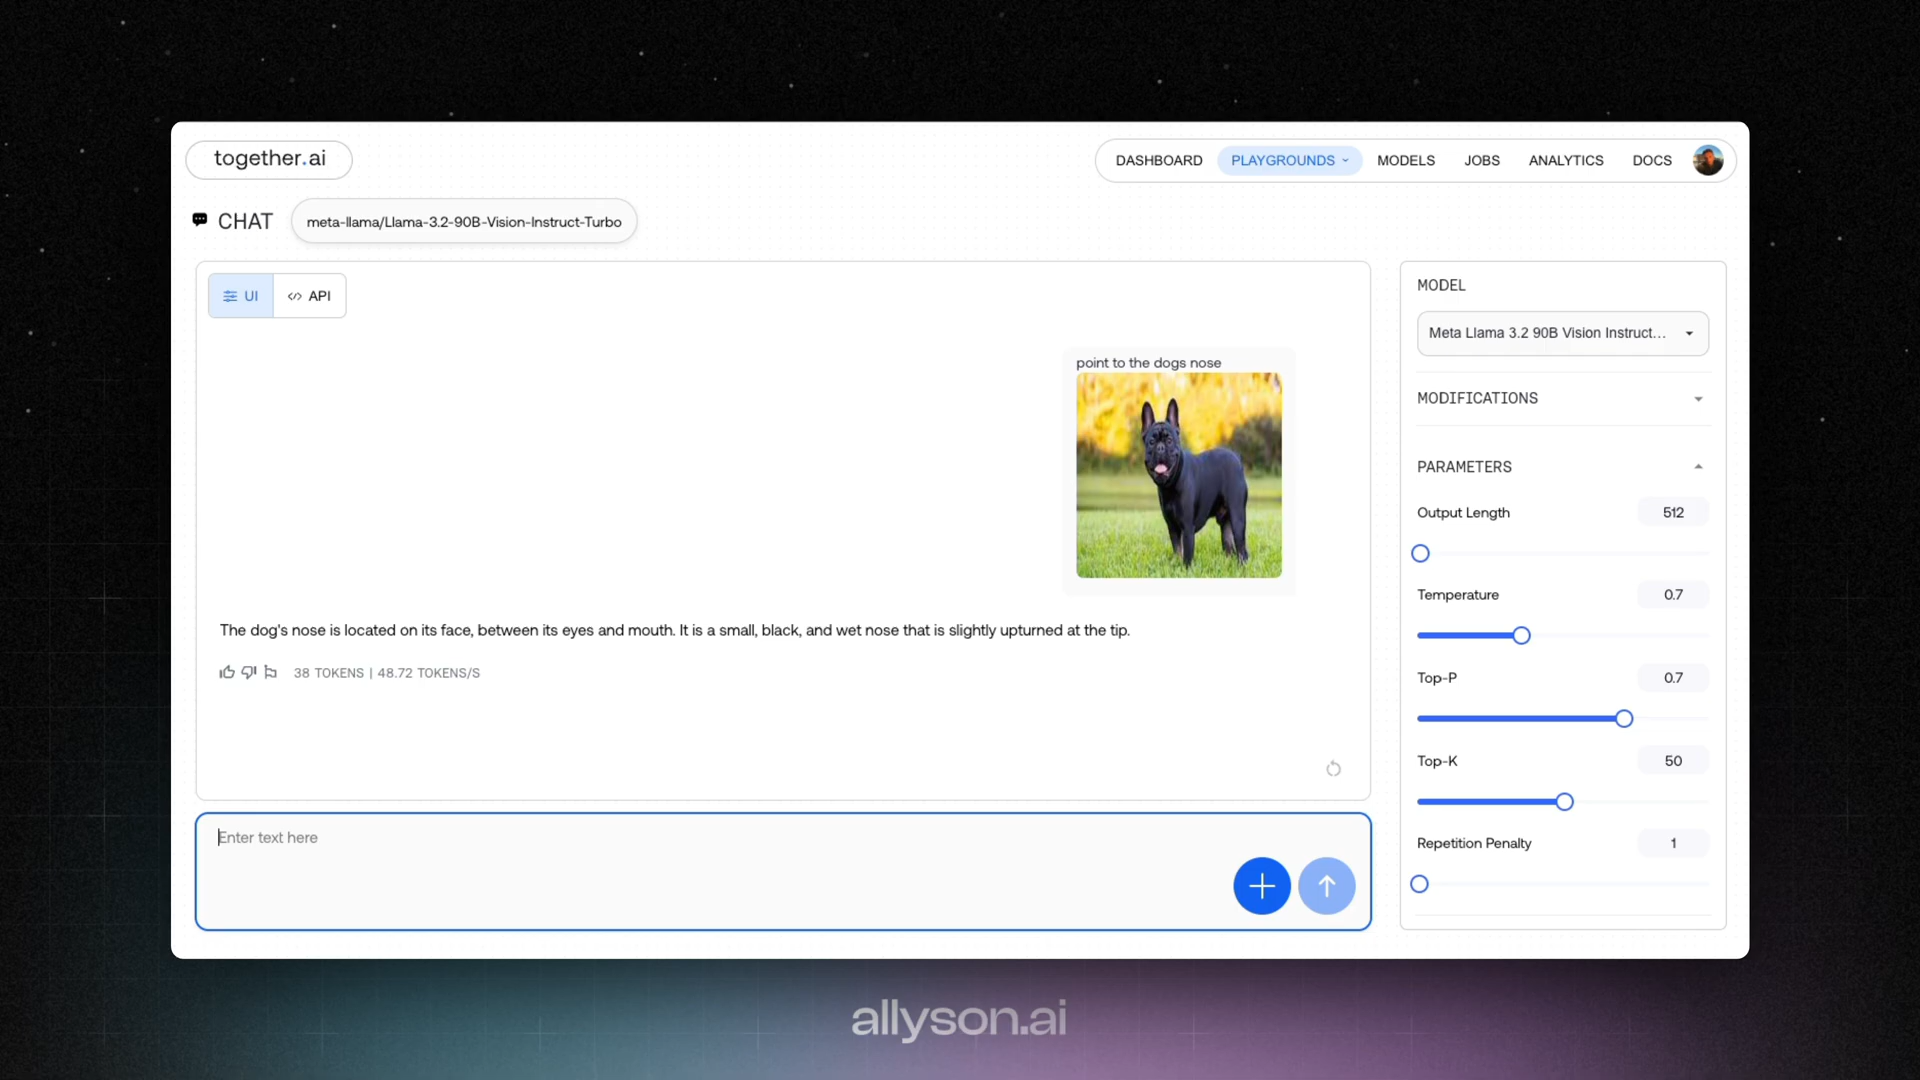 together.ai
DASHBOARD PLAYGROUNDS MODELS JOBS ANALYTICS DOCS
CHAT meta-llama/Llama-3.2-90B-Vision-Instruct-Turbo
UI API
point to the dogs nose
The dog's nose is located on its face, between its eyes and mouth. It is a small, black, and wet nose that is slightly upturned at the tip.
38 TOKENS | 48.72 TOKENS/S
Enter text here
MODEL
Meta Llama 3.2 90B Vision Instruct...
MODIFICATIONS
PARAMETERS
Output Length 512
Temperature 0.7
Top-P 0.7
Top-K 50
Repetition Penalty 1
allyson.ai